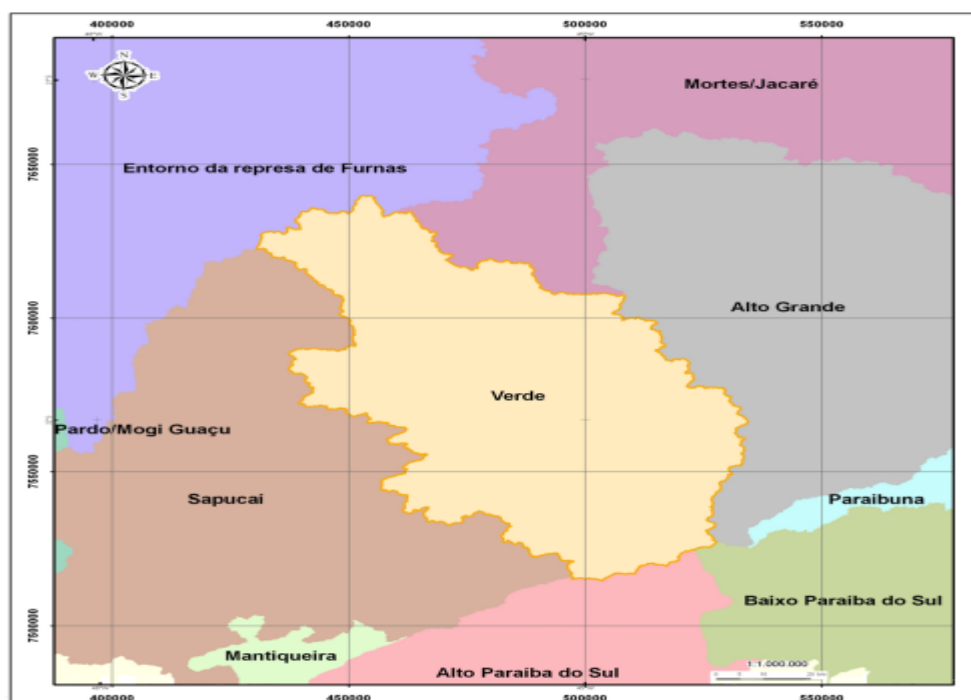 400000 450000 500000 550000
N
W E
S
Mortes/Jacaré
7650000
Entorno da represa de Furnas
7600000
Alto Grande
Verde
Pardo/Mogi Guaçu
7550000
Sapucai
Paraibuna
Baixo Paraiba do Sul
7500000
Mantiqueira
Alto Paraiba do Sul
1:1.000.000
400000 450000 500000 550000